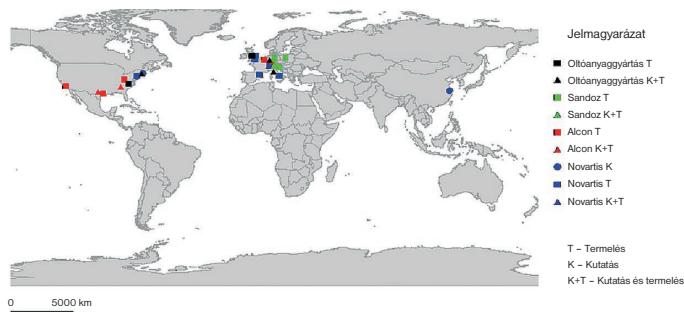 Jelmagyarázat
Oltóanyaggyártás T
Oltóanyaggyártás K+T
Sandoz T
Sandoz K+T
Alcon T
Alcon K+T
Novartis K
Novartis T
Novartis K+T
T – Termelés
K – Kutatás
K+T – Kutatás és termelés
0 5000 km